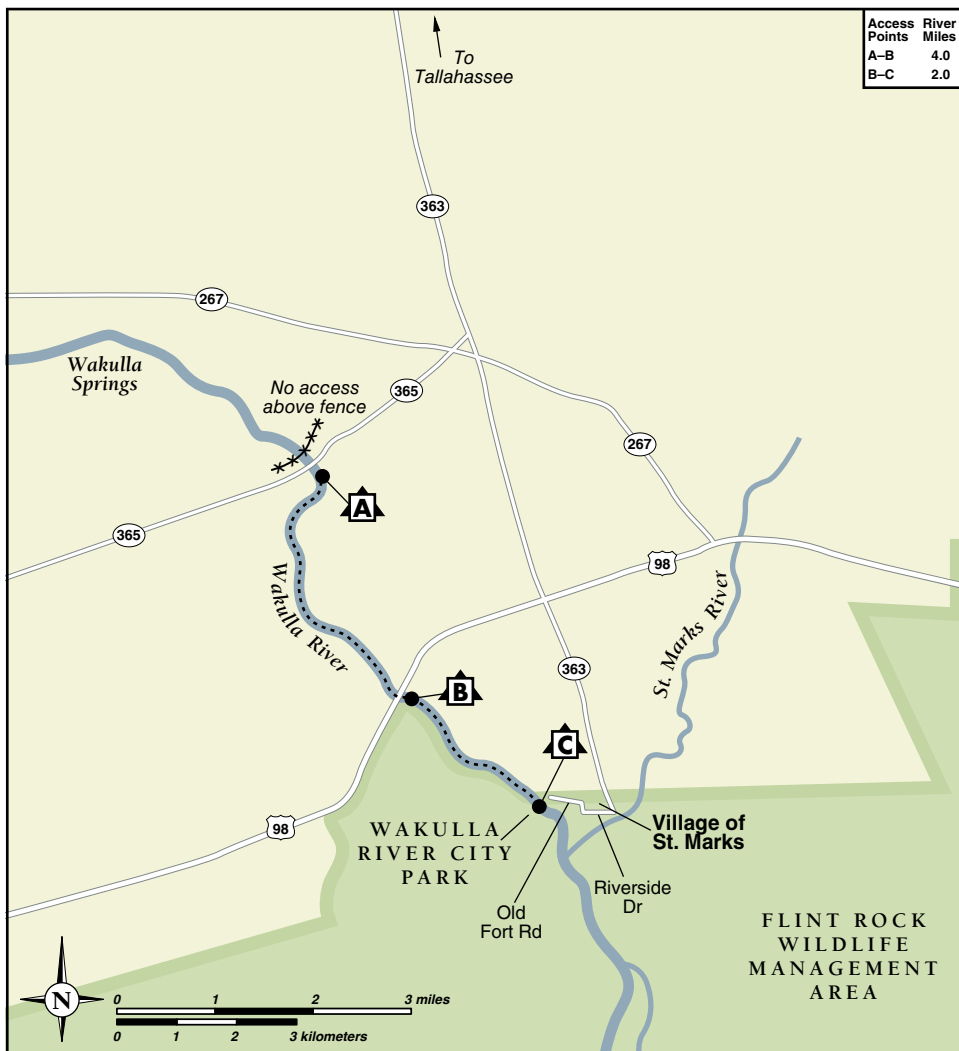 Access River
Points Miles
A–B 4.0
B–C 2.0
To
Tallahassee
363
267
Wakulla
Springs
No access
above fence
365
267
A
365
98
Wakulla River
St. Marks River
363
B
C
98
WAKULLA
RIVER CITY
PARK
Village of
St. Marks
Riverside
Dr
Old
Fort Rd
FLINT ROCK
WILDLIFE
MANAGEMENT
AREA
N
0 1 2 3 miles
0 1 2 3 kilometers